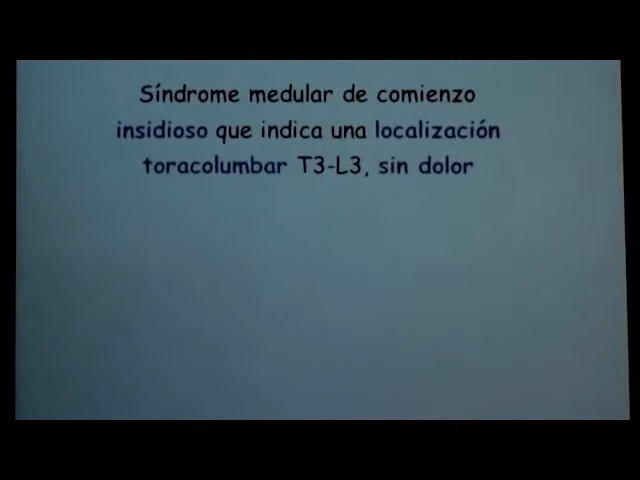 Síndrome medular de comienzo
insidioso que indica una localización
toracolumbar T3-L3, sin dolor